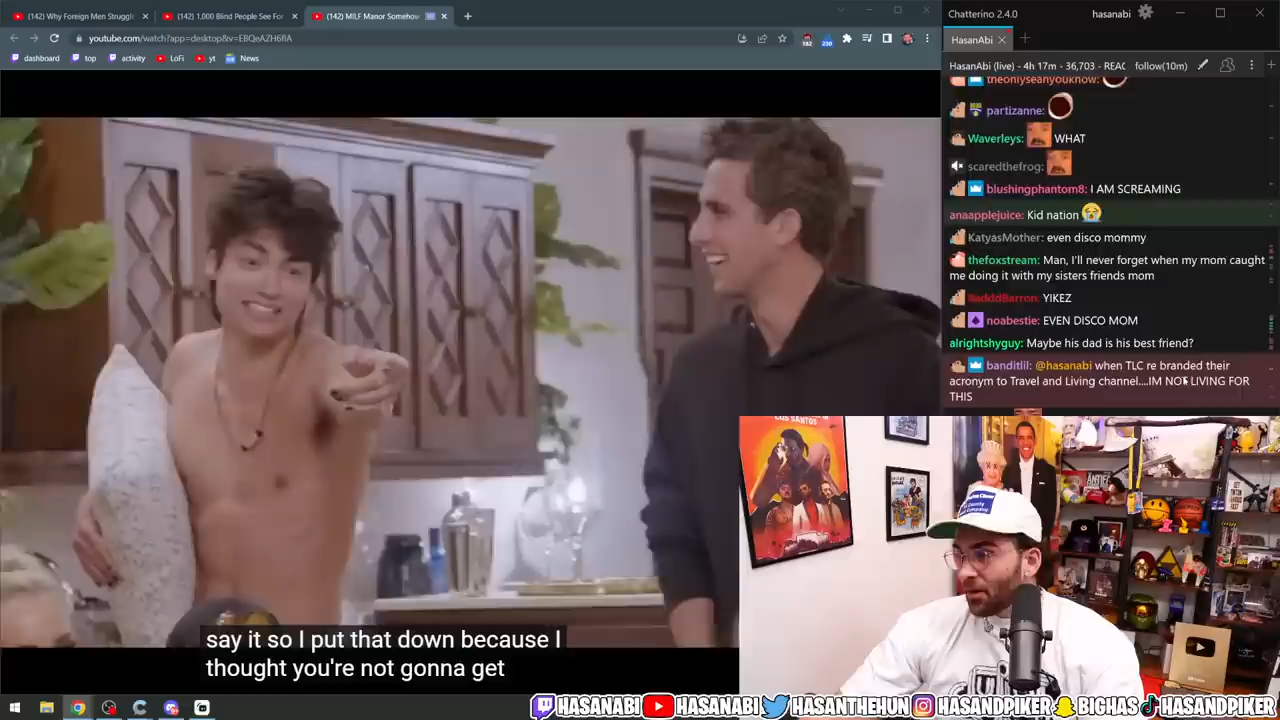 (142) Why Foreign Men Struggle
(142) 1,000 Blind People See For
(142) MILF Manor Somehow
youtube.com/watch?app=desktop&v=EBQeAZH6flA
182
230
dashboard
top
activity
LoFi
yt
News
Chatterino 2.4.0
hasanabi
HasanAbi
HasanAbi (live) - 4h 17m - 36,703 - REAC
follow(10m)
theonlyseanyouknow:
partizanne:
Waverleys: WHAT
scaredthefrog:
blushingphantom8: I AM SCREAMING
anaapplejuice: Kid nation 😭
KatyasMother: even disco mommy
thefoxstream: Man, I'll never forget when my mom caught
me doing it with my sisters friends mom
YIKEZ
noabestie: EVEN DISCO MOM
alrightshyguy: Maybe his dad is his best friend?
banditlil: @hasanabi when TLC re branded their
acronym to Travel and Living channel....IM NOT LIVING FOR
THIS
LOS SANTOS
say it so I put that down because I
thought you're not gonna get
HASANABI
HASANABI
HASANTHEHUN
HASANDPIKER
BIGHAS
HASANDPIKER